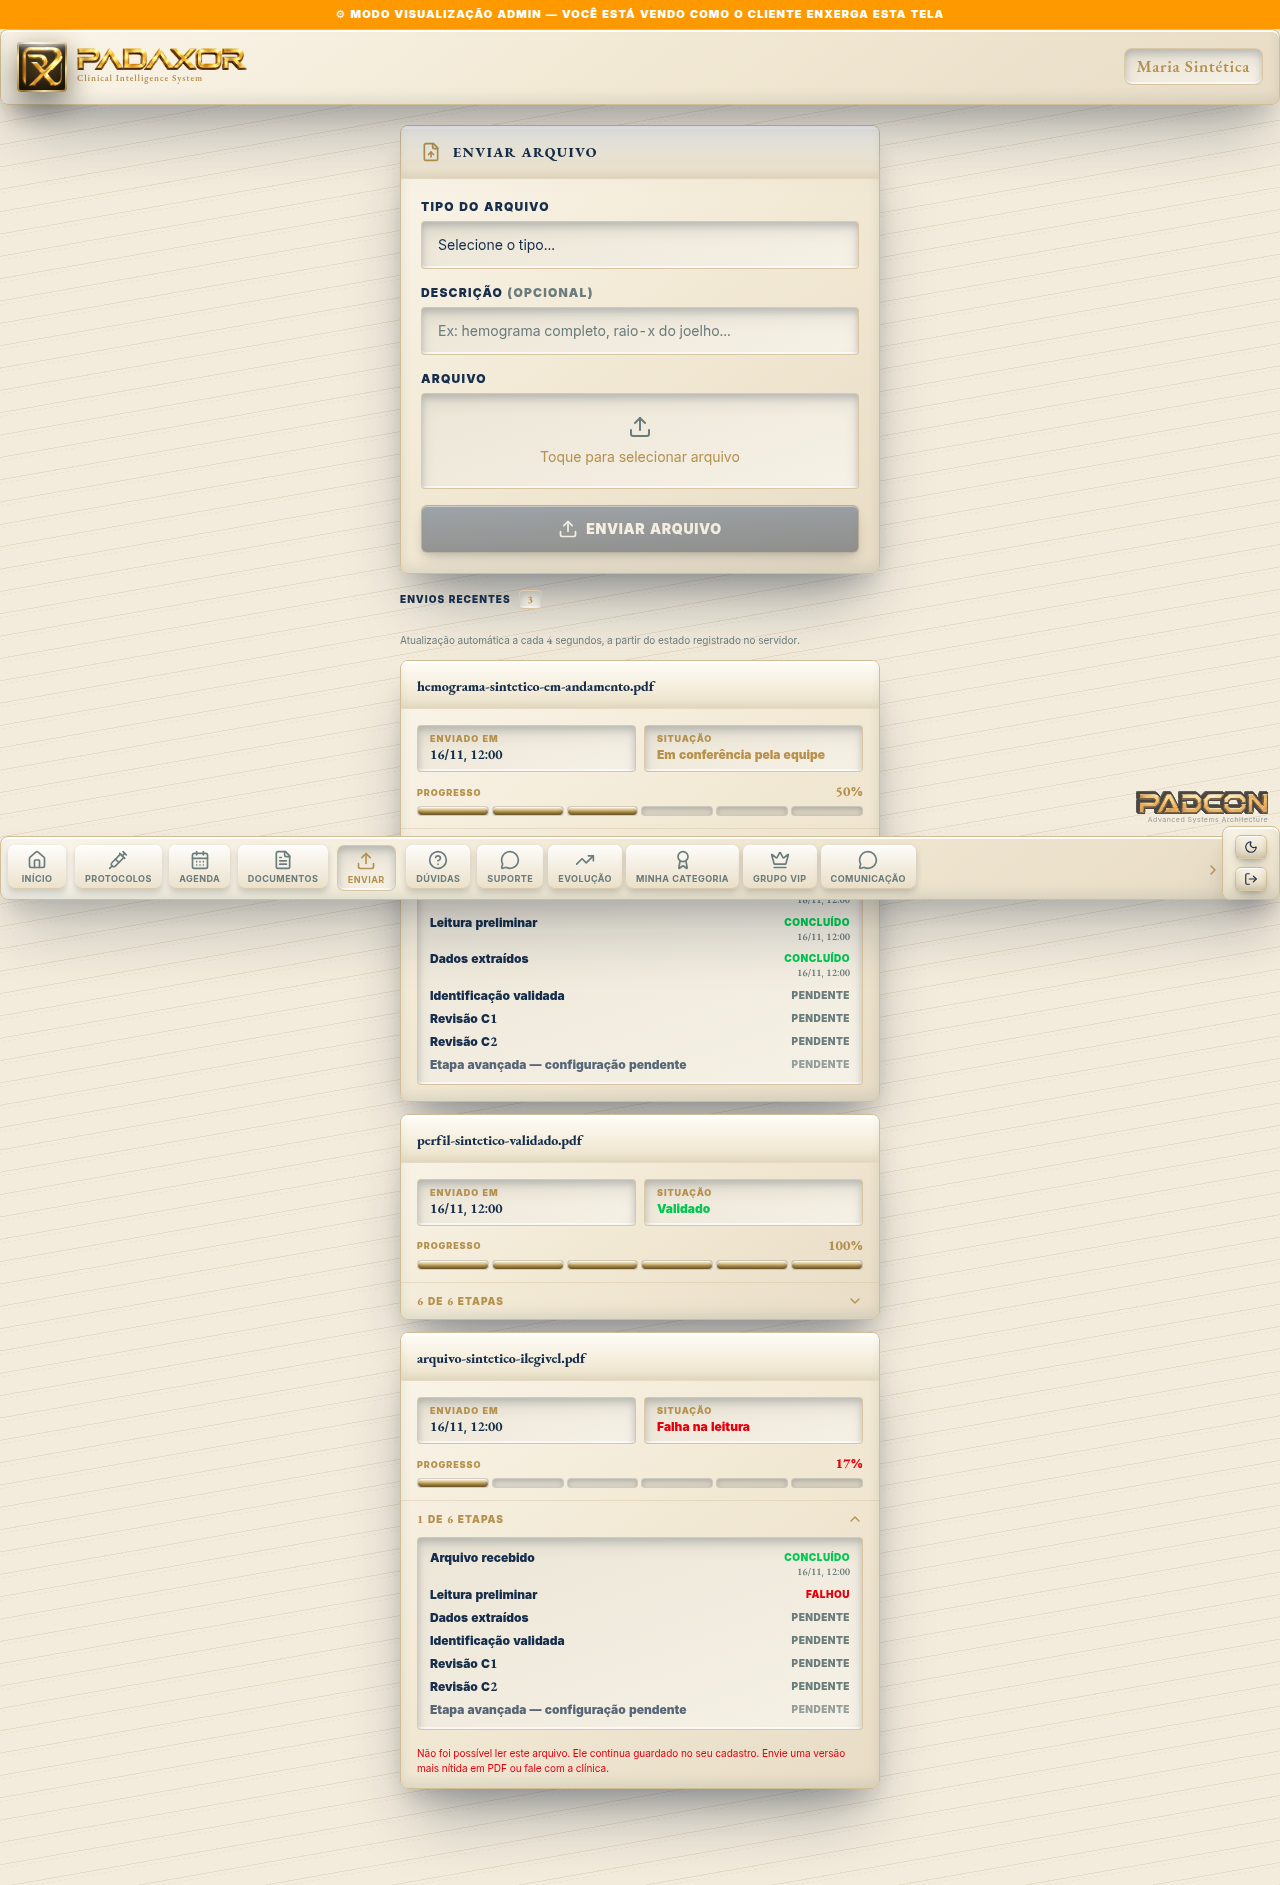 ⚙ MODO VISUALIZAÇÃO ADMIN — VOCÊ ESTÁ VENDO COMO O CLIENTE ENXERGA ESTA TELA
PADAXOR
Clinical Intelligence System
Maria Sintética
ENVIAR ARQUIVO
TIPO DO ARQUIVO
Selecione o tipo...
DESCRIÇÃO (OPCIONAL)
Ex: hemograma completo, raio-x do joelho...
ARQUIVO
Toque para selecionar arquivo
ENVIAR ARQUIVO
ENVIOS RECENTES 3
Atualização automática a cada 4 segundos, a partir do estado registrado no servidor.
hemograma-sintetico-em-andamento.pdf
ENVIADO EM
16/11, 12:00
SITUAÇÃO
Em conferência pela equipe
PROGRESSO 50%
PADCON
Advanced Systems Architecture
INÍCIO
PROTOCOLOS
AGENDA
DOCUMENTOS
ENVIAR
DÚVIDAS
SUPORTE
EVOLUÇÃO
MINHA CATEGORIA
GRUPO VIP
COMUNICAÇÃO
16/11, 12:00
Leitura preliminar CONCLUÍDO
16/11, 12:00
Dados extraídos CONCLUÍDO
16/11, 12:00
Identificação validada PENDENTE
Revisão C1 PENDENTE
Revisão C2 PENDENTE
Etapa avançada — configuração pendente PENDENTE
perfil-sintetico-validado.pdf
ENVIADO EM
16/11, 12:00
SITUAÇÃO
Validado
PROGRESSO 100%
6 DE 6 ETAPAS
arquivo-sintetico-ilegivel.pdf
ENVIADO EM
16/11, 12:00
SITUAÇÃO
Falha na leitura
PROGRESSO 17%
1 DE 6 ETAPAS
Arquivo recebido CONCLUÍDO
16/11, 12:00
Leitura preliminar FALHOU
Dados extraídos PENDENTE
Identificação validada PENDENTE
Revisão C1 PENDENTE
Revisão C2 PENDENTE
Etapa avançada — configuração pendente PENDENTE
Não foi possível ler este arquivo. Ele continua guardado no seu cadastro. Envie uma versão
mais nítida em PDF ou fale com a clínica.